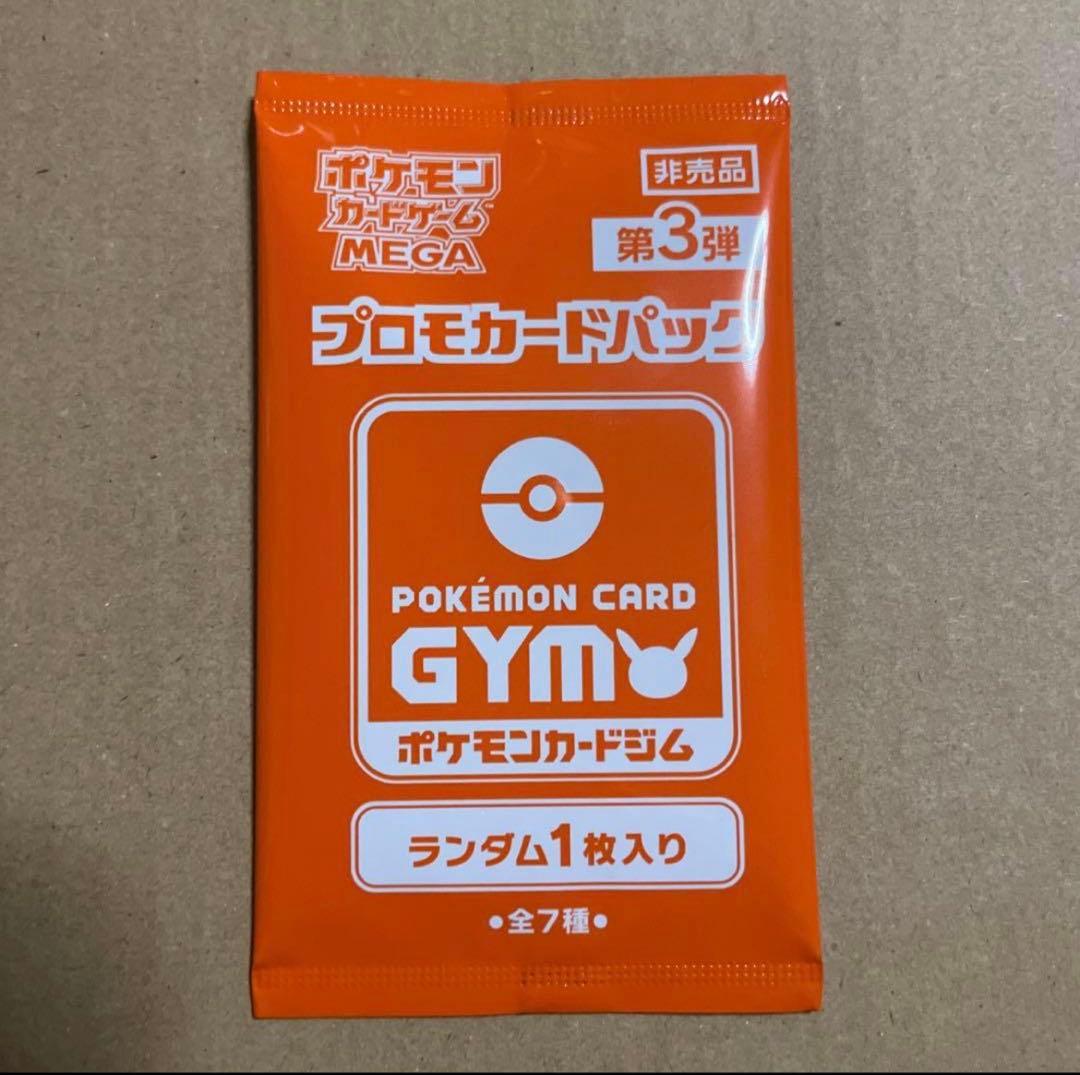 ポケモン
カードゲーム™
MEGA
非売品
第3弾
プロモカードパック
POKÉMON CARD
GYM
ポケモンカードジム
ランダム1枚入り
•全7種•